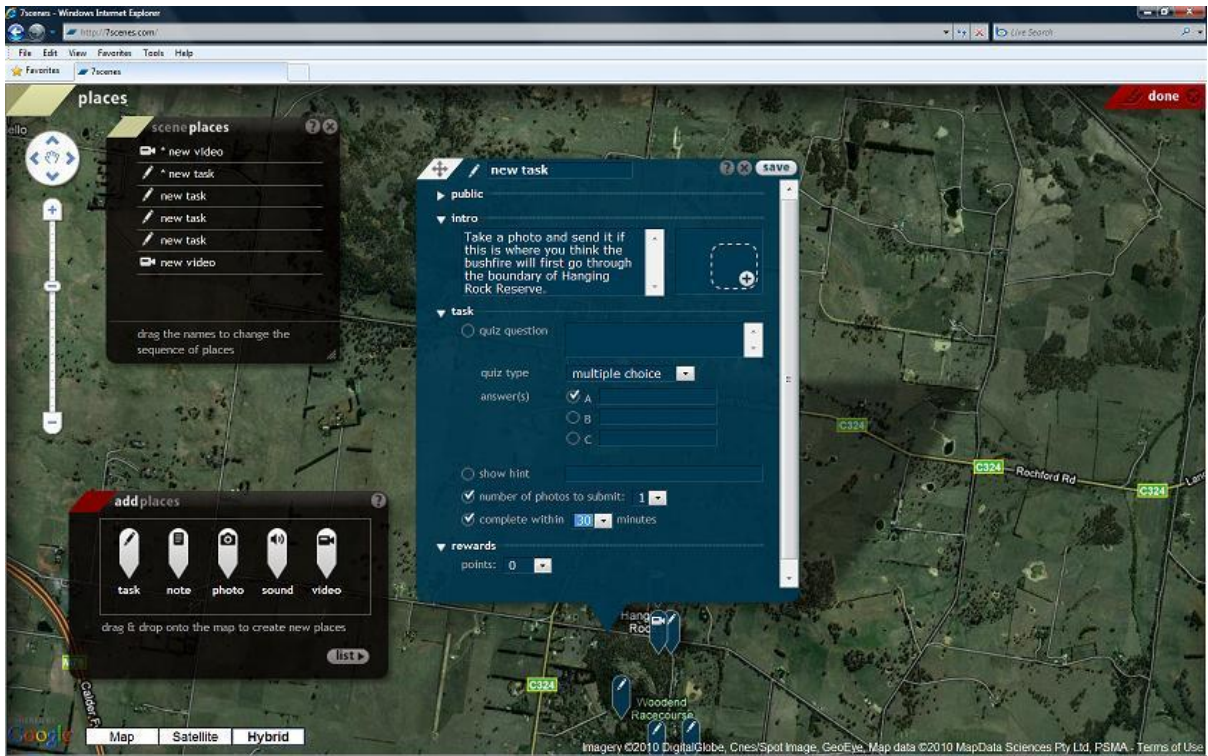 7scenes - Windows Internet Explorer
http://7scenes.com/
Live Search
File Edit View Favorites Tools Help
Favorites 7scenes
places
done
sceneplaces
* new video
* new task
new task
new task
new task
new video
drag the names to change the
sequence of places
new task
save
public
intro
Take a photo and send it if
this is where you think the
bushfire will first go through
the boundary of Hanging
Rock Reserve.
task
quiz question
quiz type multiple choice
answer(s) A
B
C
show hint
number of photos to submit: 1
complete within 30 minutes
rewards
points: 0
C324
C324
Rochford Rd
C324
addplaces
task note photo sound video
drag & drop onto the map to create new places
list
Calder
C324
Woodend
Racecourse
Google
Map Satellite Hybrid
Imagery ©2010 DigitalGlobe, Cnes/Spot Image, GeoEye, Map data ©2010 MapData Sciences Pty Ltd, PSMA - Terms of Use